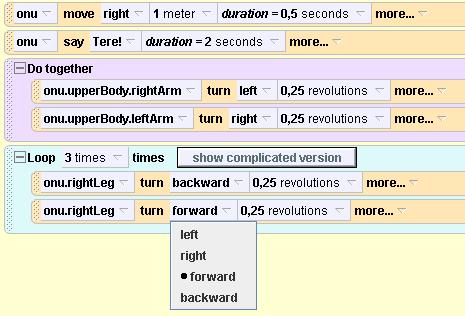 onu move right 1 meter duration = 0,5 seconds more...
onu say Tere! duration = 2 seconds more...
Do together
onu.upperBody.rightArm turn left 0,25 revolutions more...
onu.upperBody.leftArm turn right 0,25 revolutions more...
Loop 3 times times show complicated version
onu.rightLeg turn backward 0,25 revolutions more...
onu.rightLeg turn forward 0,25 revolutions more...
left
right
forward
backward